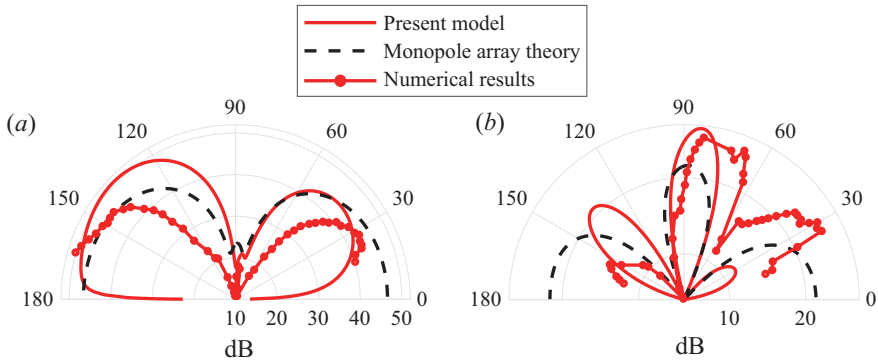 Present model
Monopole array theory
Numerical results
(a)
90
120
60
150
30
180
0
10 20 30 40 50
dB
(b)
90
120
60
150
30
180
0
10 20
dB